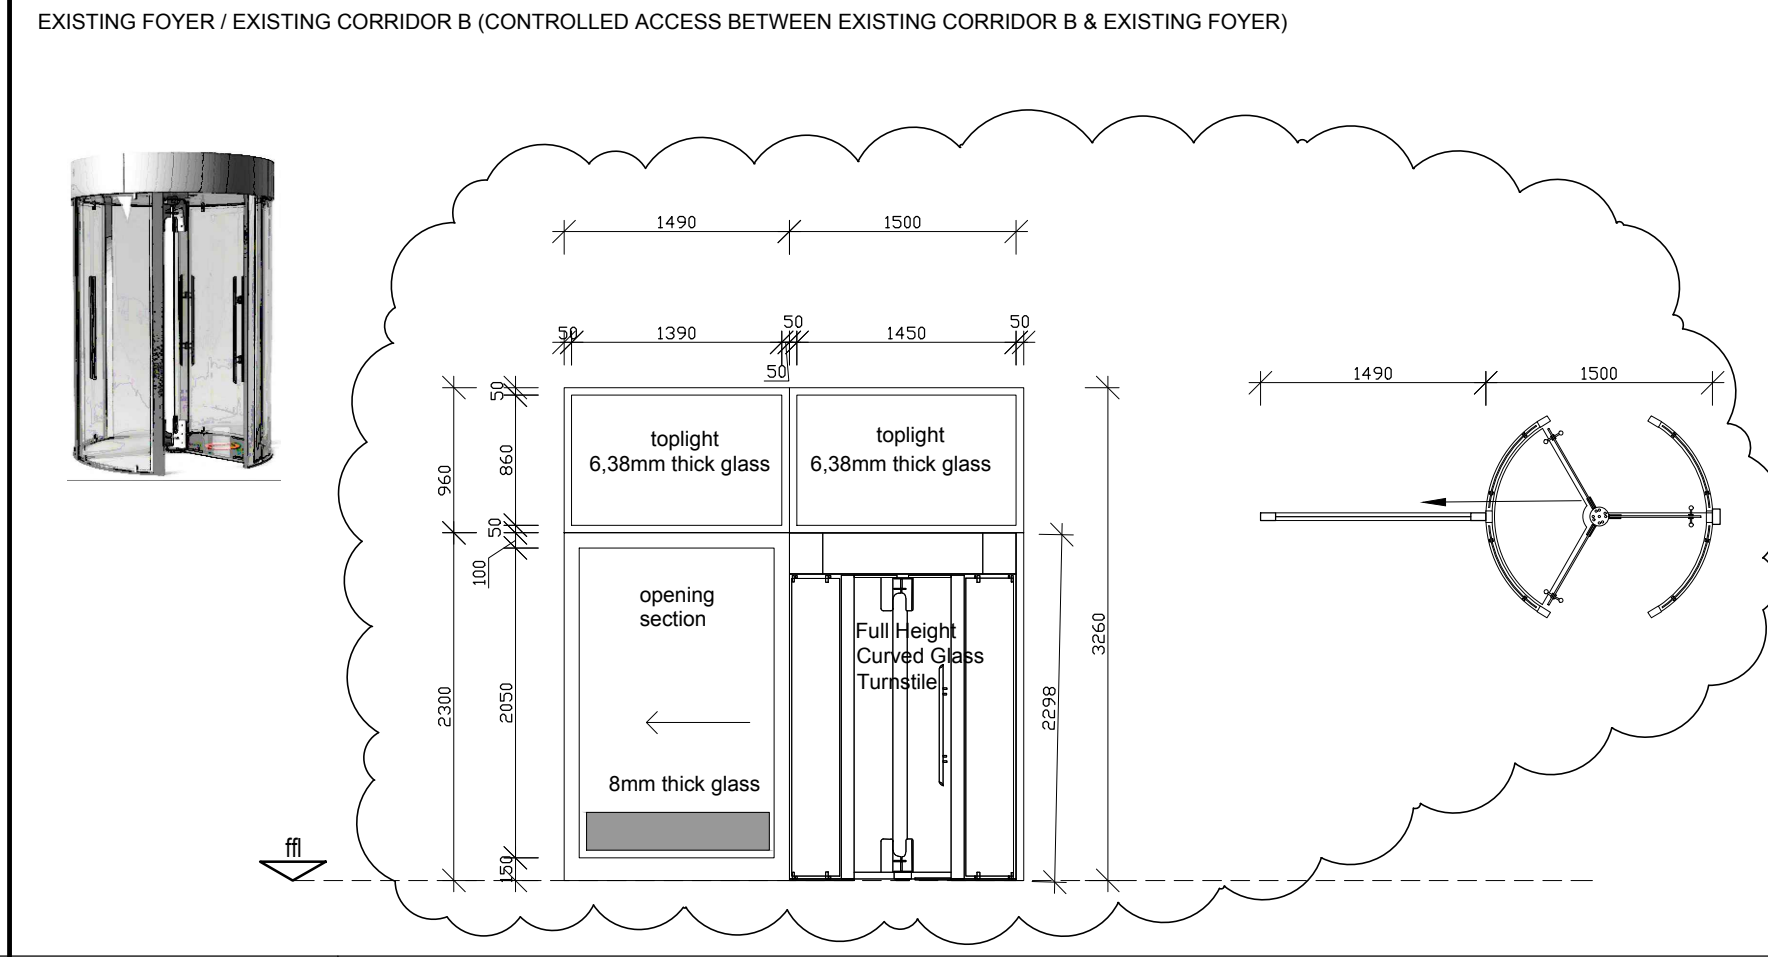 EXISTING FOYER / EXISTING CORRIDOR B (CONTROLLED ACCESS BETWEEN EXISTING CORRIDOR B & EXISTING FOYER)
1490
1500
50
1390
50
1450
50
50
1490
1500
50
960
860
50
100
toplight
6,38mm thick glass
toplight
6,38mm thick glass
opening
section
Full Height
Curved Glass
Turnstile
3260
2300
2050
2298
8mm thick glass
150
ffl